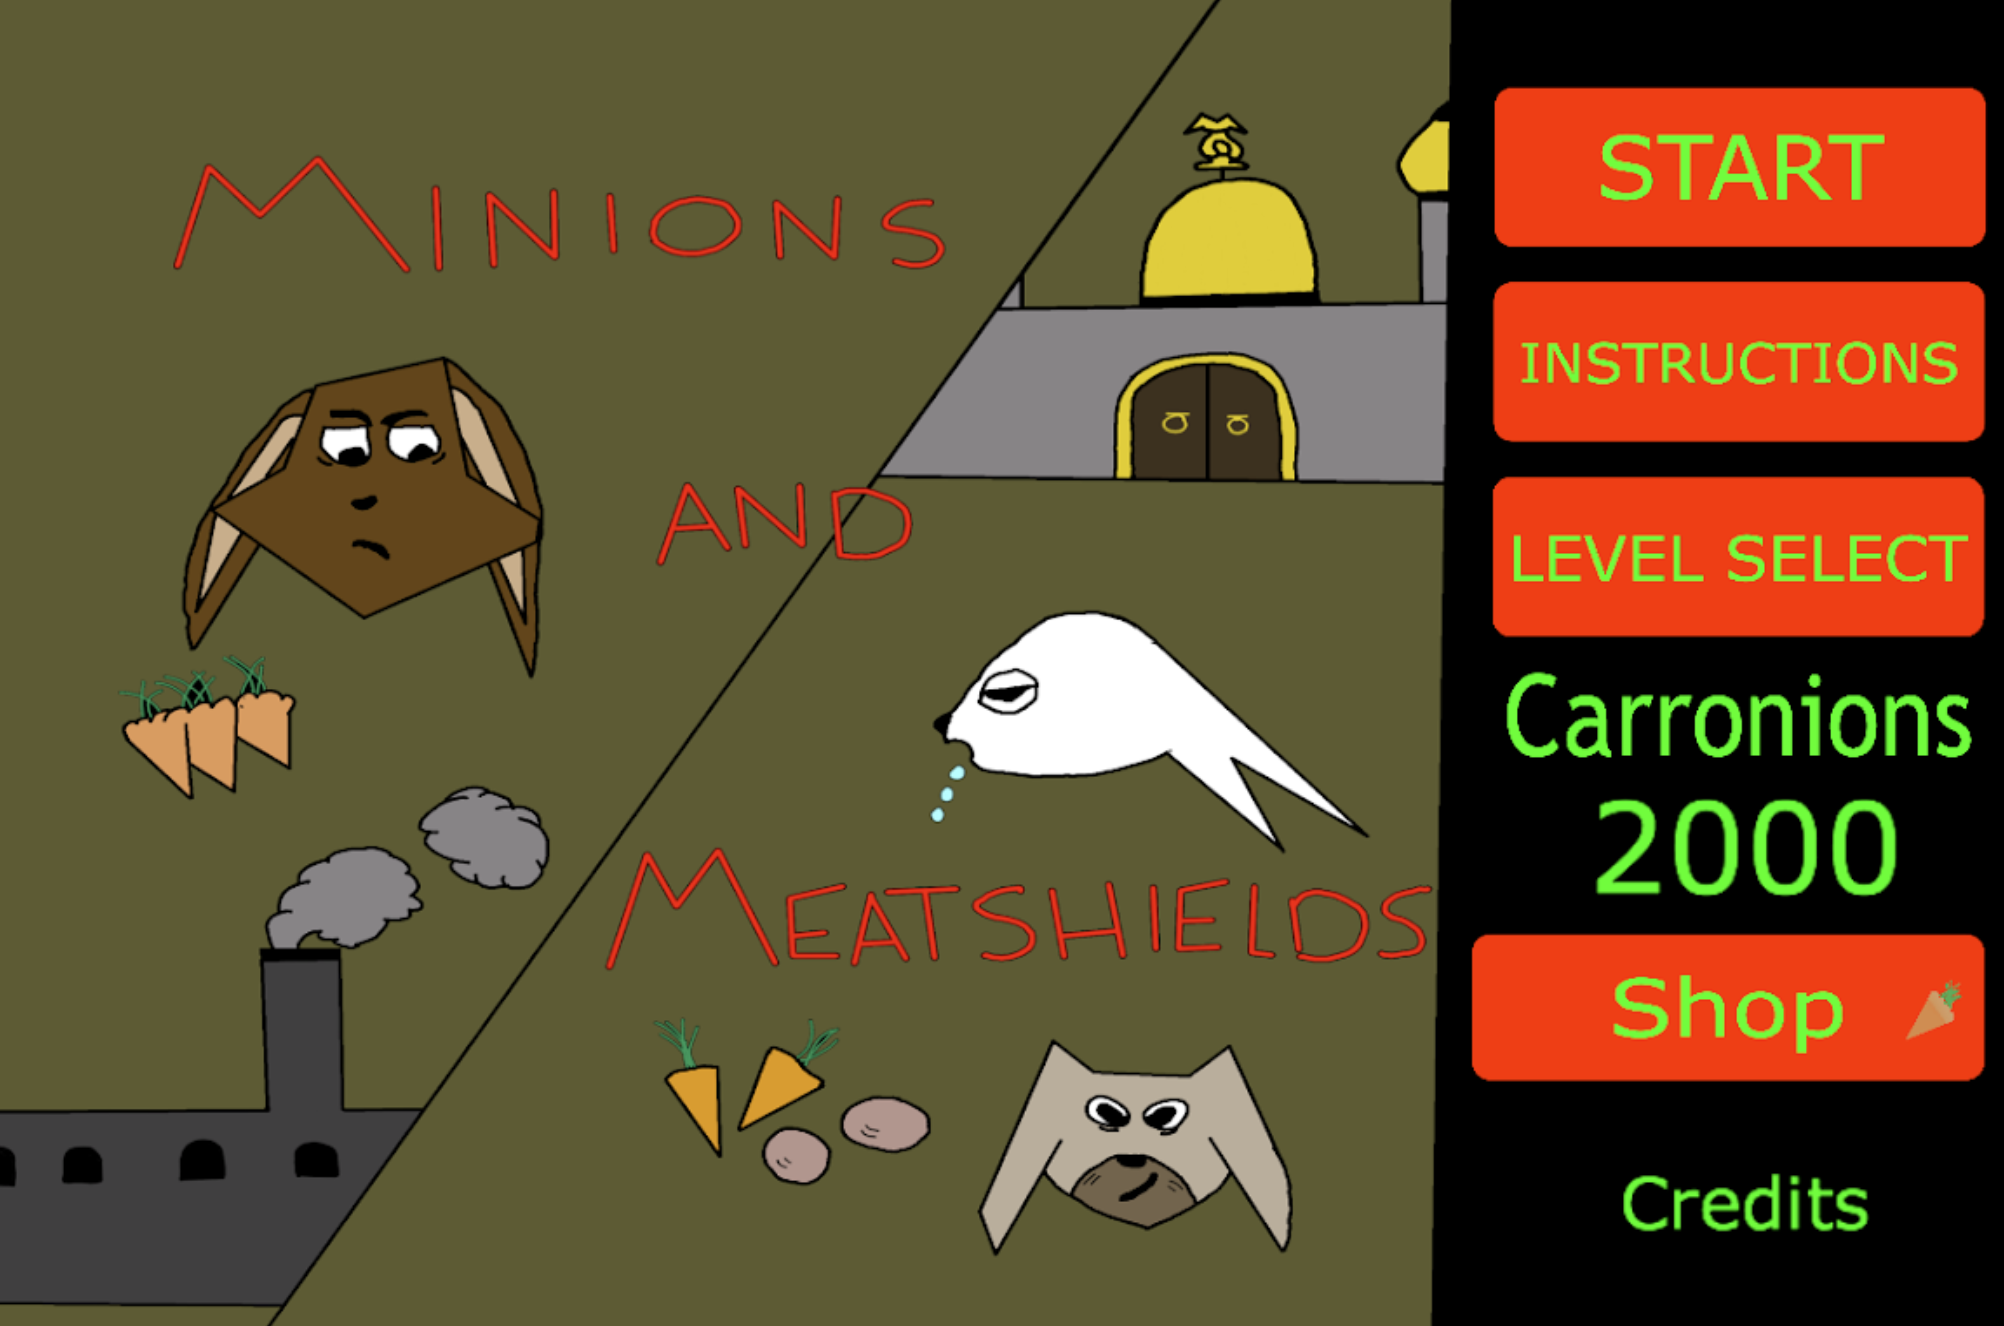 MINIONS
AND
MEATSHIELDS
START
INSTRUCTIONS
LEVEL SELECT
Carronions
2000
Shop
Credits